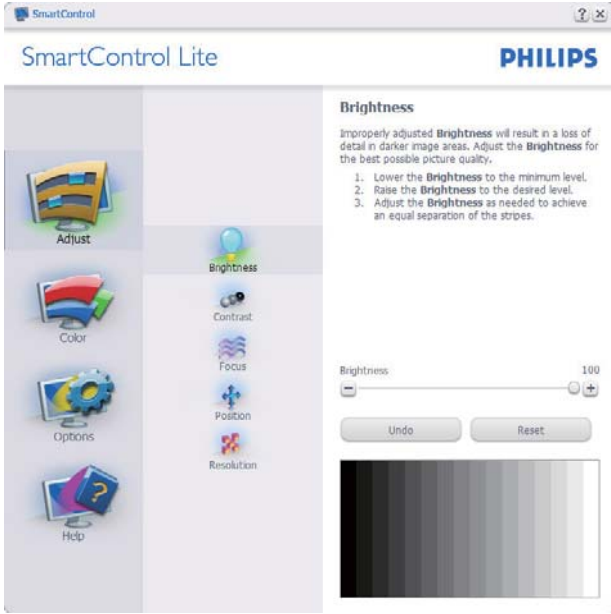 SmartControl
SmartControl Lite
PHILIPS
Adjust
Color
Options
Help
Brightness
Contrast
Focus
Position
Resolution
Brightness
Improperly adjusted Brightness will result in a loss of
detail in darker image areas. Adjust the Brightness for
the best possible picture quality.
1. Lower the Brightness to the minimum level.
2. Raise the Brightness to the desired level.
3. Adjust the Brightness as needed to achieve
an equal separation of the stripes.
Brightness 100
Undo Reset